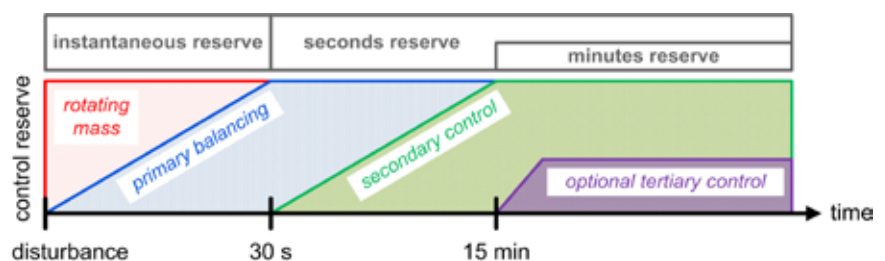 instantaneous reserve
seconds reserve
minutes reserve
control reserve
rotating
mass
primary balancing
secondary control
optional tertiary control
time
disturbance
30 s
15 min